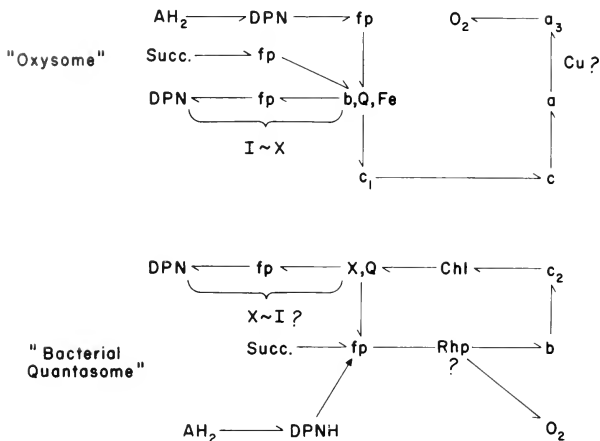 AH₂ DPN fp O₂ a₃
"Oxysome" Succ. fp Cu ?
DPN fp b,Q,Fe a
I ~ X
c₁ c
DPN fp X,Q Chl c₂
X~I ?
" Bacterial Quantasome" Succ. fp Rhp b
?
AH₂ DPNH O₂